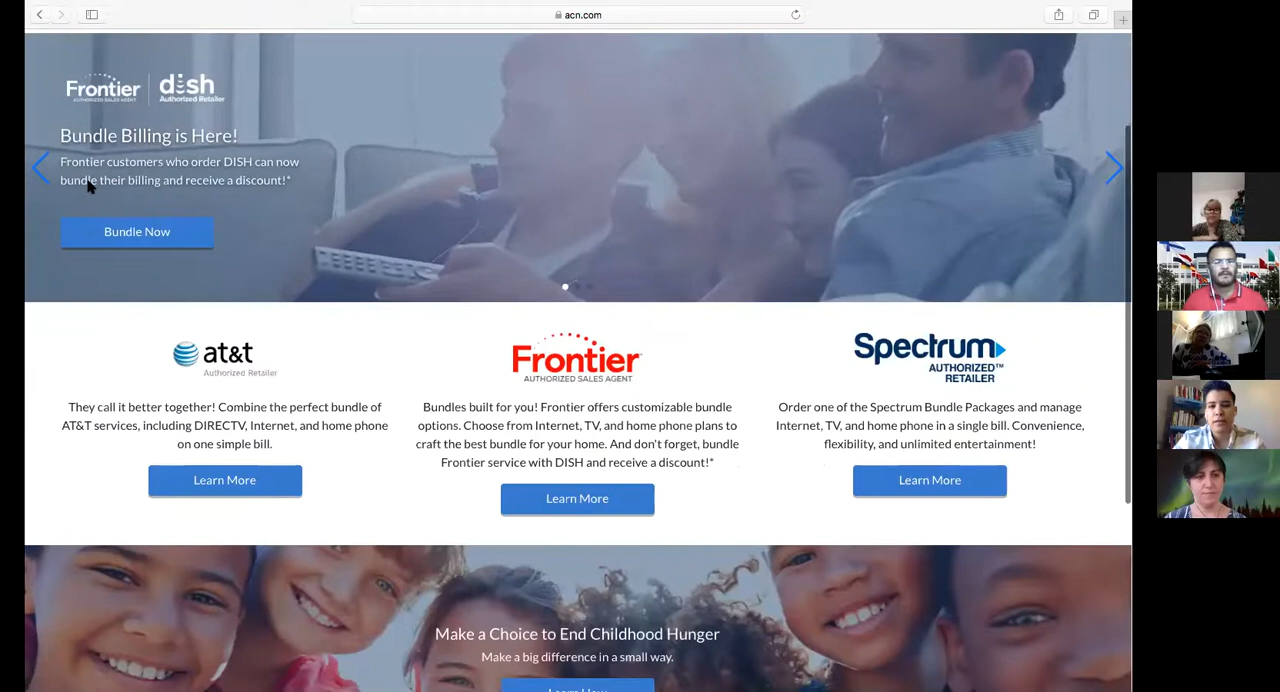 acn.com
Frontier dish
AUTHORIZED SALES AGENT Authorized Retailer
Bundle Billing is Here!
Frontier customers who order DISH can now
bundle their billing and receive a discount!*
Bundle Now
at&t
Authorized Retailer
They call it better together! Combine the perfect bundle of
AT&T services, including DIRECTV, Internet, and home phone
on one simple bill.
Learn More
Frontier
AUTHORIZED SALES AGENT
Bundles built for you! Frontier offers customizable bundle
options. Choose from Internet, TV, and home phone plans to
craft the best bundle for your home. And don't forget, bundle
Frontier service with DISH and receive a discount!*
Learn More
Spectrum
AUTHORIZED™
RETAILER
Order one of the Spectrum Bundle Packages and manage
Internet, TV, and home phone in a single bill. Convenience,
flexibility, and unlimited entertainment!
Learn More
Make a Choice to End Childhood Hunger
Make a big difference in a small way.